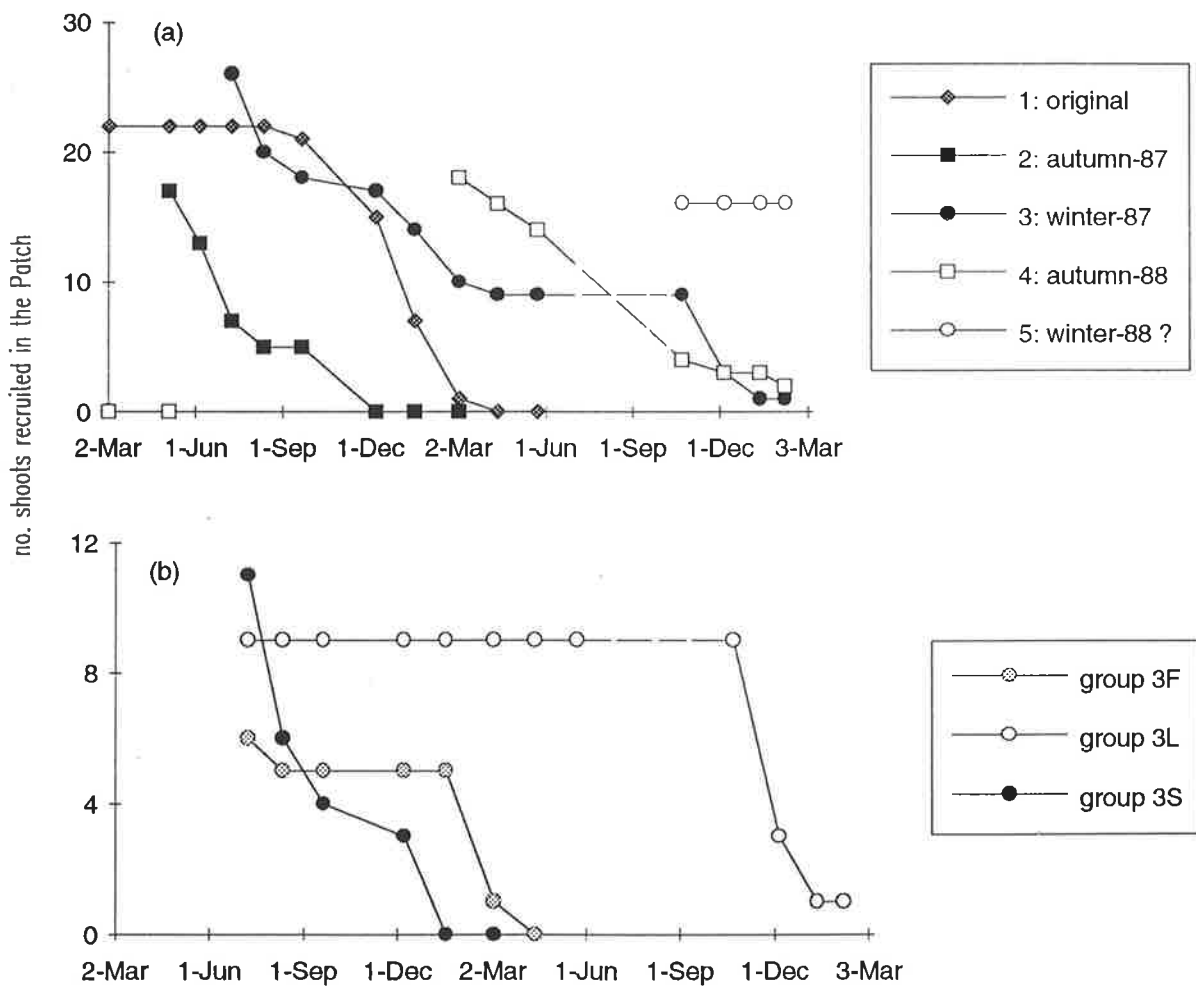 (a)
30
20
10
0
no. shoots recruited in the Patch
2-Mar 1-Jun 1-Sep 1-Dec 2-Mar 1-Jun 1-Sep 1-Dec 3-Mar
1: original
2: autumn-87
3: winter-87
4: autumn-88
5: winter-88 ?
(b)
12
8
4
0
2-Mar 1-Jun 1-Sep 1-Dec 2-Mar 1-Jun 1-Sep 1-Dec 3-Mar
group 3F
group 3L
group 3S